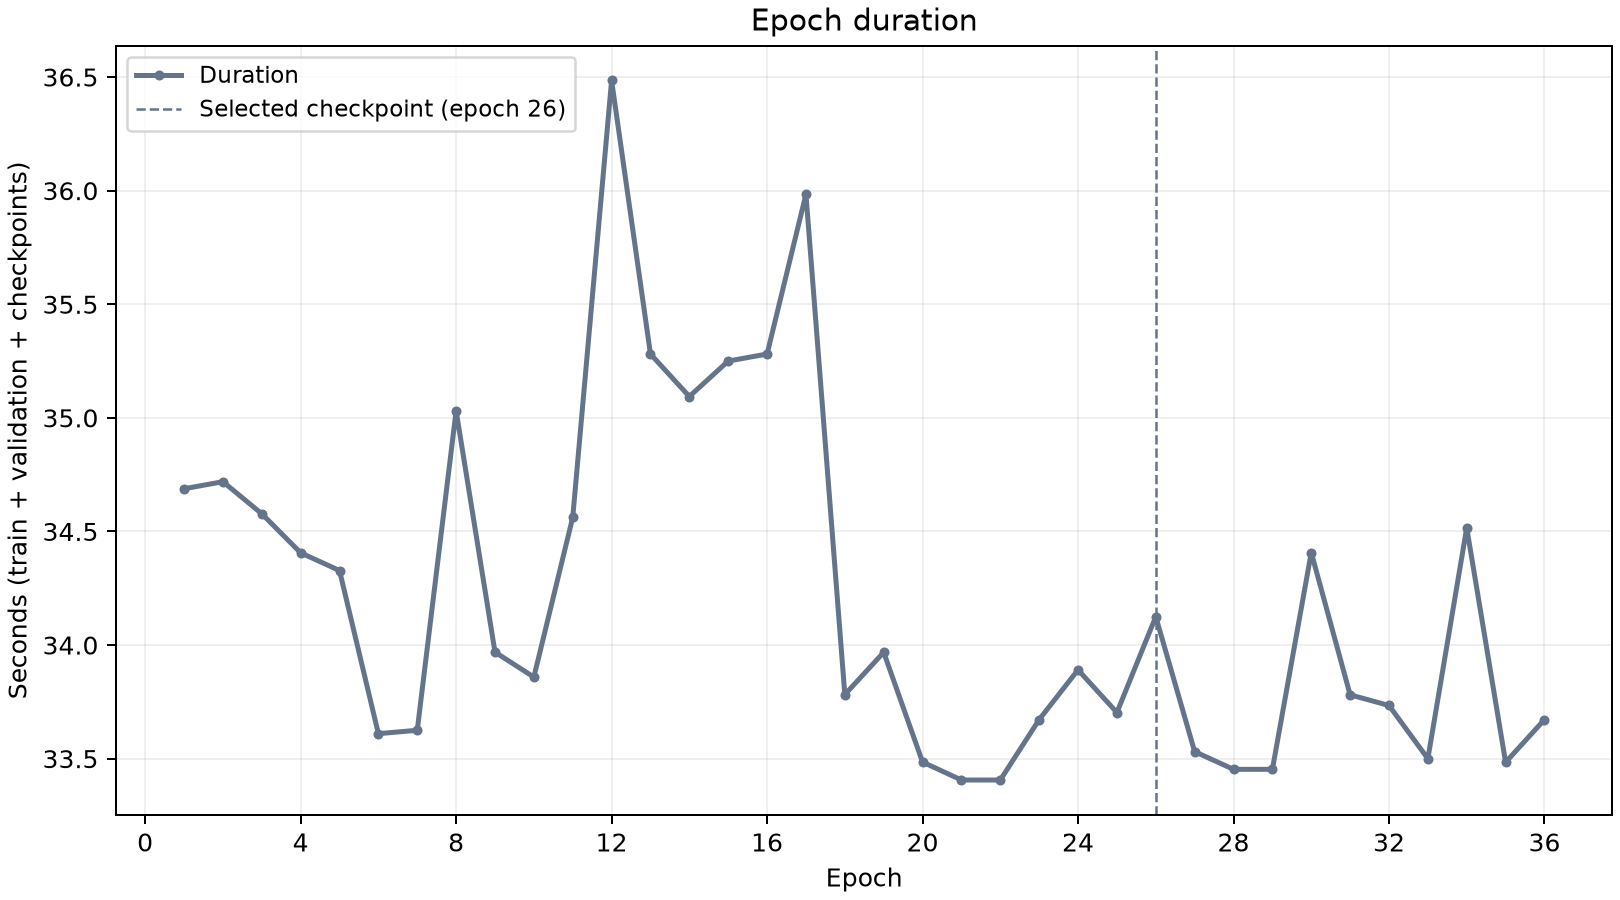 Epoch duration
Duration
Selected checkpoint (epoch 26)
Seconds (train + validation + checkpoints)
36.5
36.0
35.5
35.0
34.5
34.0
33.5
0 4 8 12 16 20 24 28 32 36
Epoch